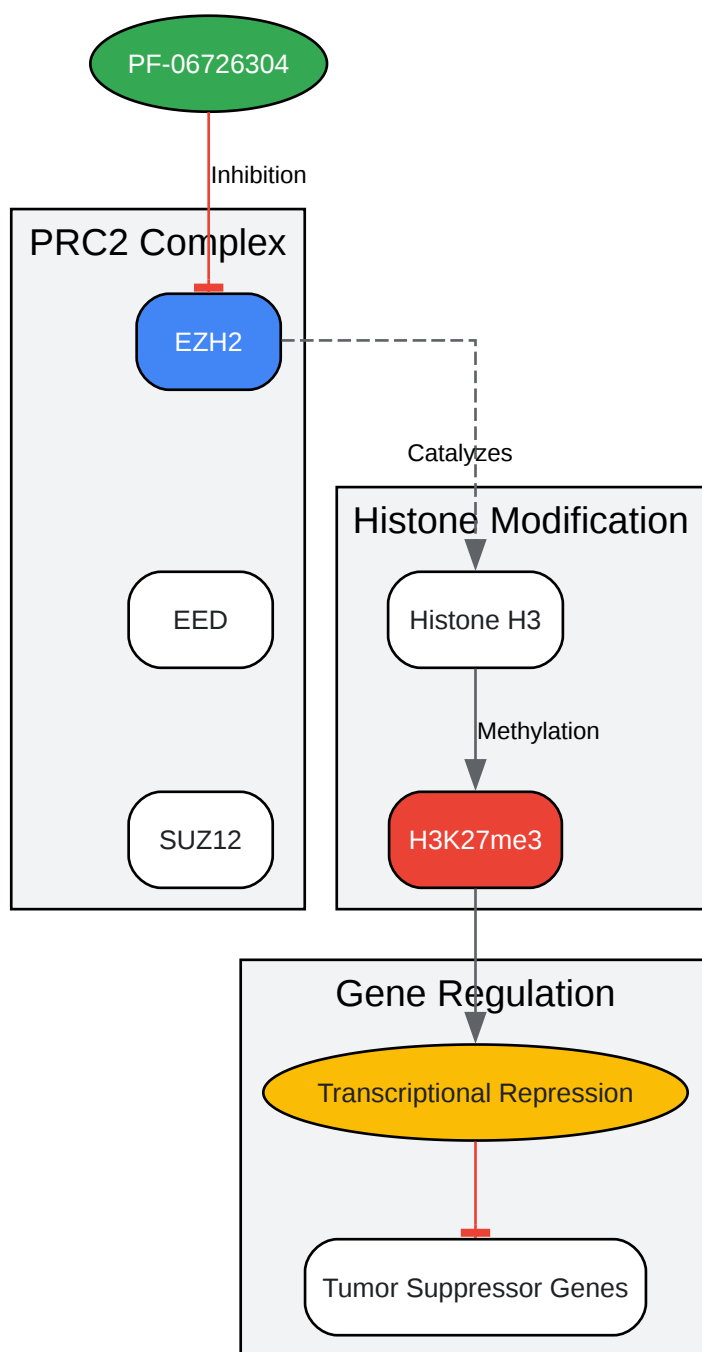 PF-06726304
Inhibition
PRC2 Complex
EZH2
Catalyzes
Histone Modification
EED
Histone H3
Methylation
SUZ12
H3K27me3
Gene Regulation
Transcriptional Repression
Tumor Suppressor Genes